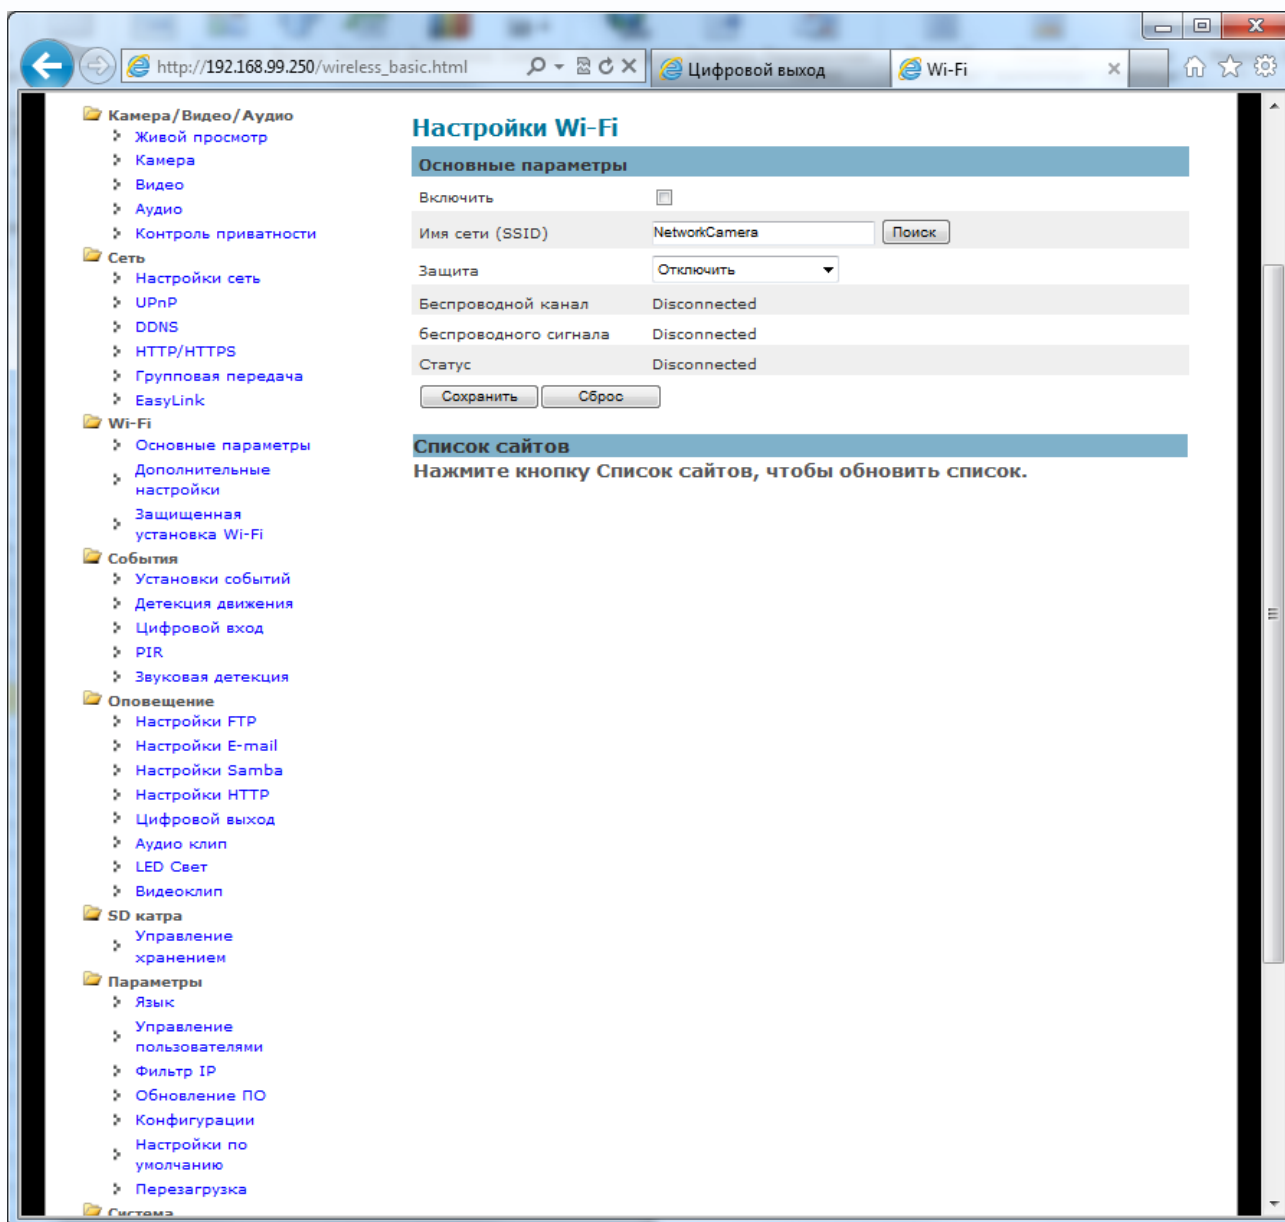 http://192.168.99.250/wireless_basic.html
Цифровой выход
Wi-Fi
Камера/Видео/Аудио
Живой просмотр
Камера
Видео
Аудио
Контроль приватности
Сеть
Настройки сеть
UPnP
DDNS
HTTP/HTTPS
Групповая передача
EasyLink
Wi-Fi
Основные параметры
Дополнительные
настройки
Защищенная
установка Wi-Fi
События
Установки событий
Детекция движения
Цифровой вход
PIR
Звуковая детекция
Оповещение
Настройки FTP
Настройки E-mail
Настройки Samba
Настройки HTTP
Цифровой выход
Аудио клип
LED Свет
Видеоклип
SD катра
Управление
хранением
Параметры
Язык
Управление
пользователями
Фильтр IP
Обновление ПО
Конфигурации
Настройки по
умолчанию
Перезагрузка
Система
Настройки Wi-Fi
Основные параметры
Включить
Имя сети (SSID) NetworkCamera Поиск
Защита Отключить
Беспроводной канал Disconnected
беспроводного сигнала Disconnected
Статус Disconnected
Сохранить Сброс
Список сайтов
Нажмите кнопку Список сайтов, чтобы обновить список.